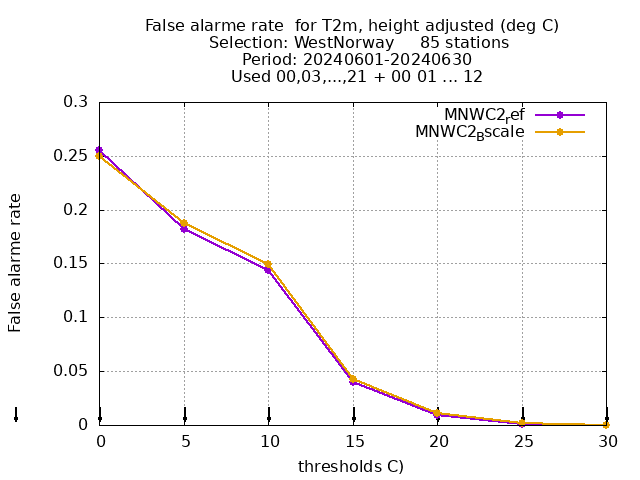 False alarme rate  for T2m, height adjusted (deg C)
Selection: WestNorway     85 stations
Period: 20240601-20240630
Used 00,03,...,21 + 00 01 ... 12
MNWC2ref
MNWC2Bscale
0.3
0.25
0.2
0.15
0.1
0.05
0
False alarme rate
0 5 10 15 20 25 30
thresholds C)